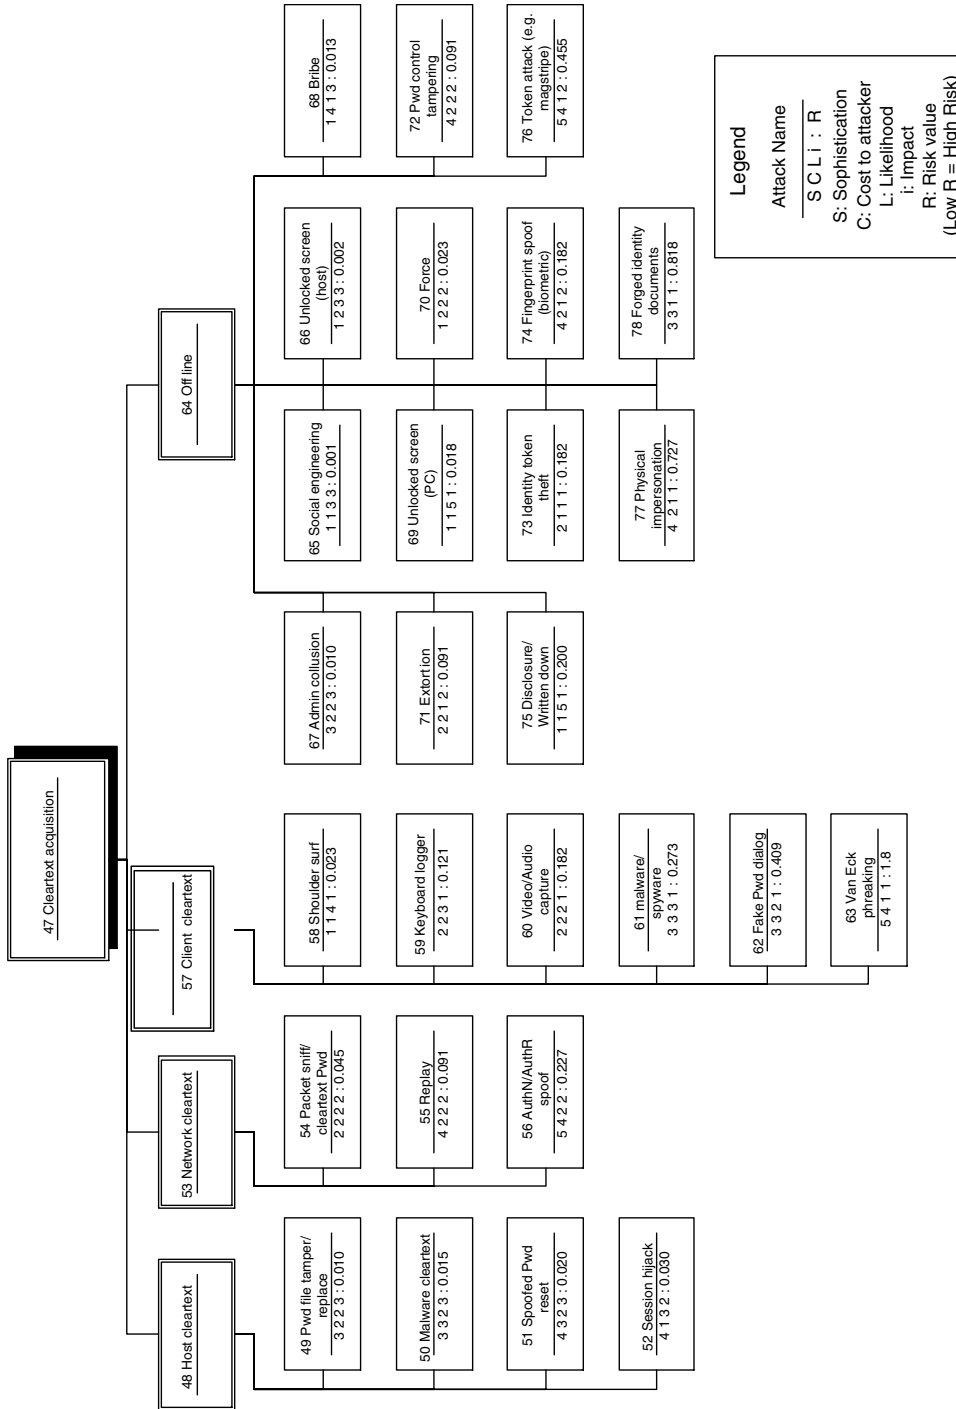 47 Cleartext acquisition
48 Host cleartext
53 Network cleartext
57 Client cleartext
64 Off line
49 Pwd file tamper/
replace
3 2 2 3 : 0.010
50 Malware cleartext
3 3 2 3 : 0.015
51 Spoofed Pwd
reset
4 3 2 3 : 0.020
52 Session hijack
4 1 3 2 : 0.030
54 Packet sniff/
cleartext Pwd
2 2 2 2 : 0.045
55 Replay
4 2 2 2 : 0.091
56 AuthN/AuthR
spoof
5 4 2 2 : 0.227
58 Shoulder surf
1 1 4 1 : 0.023
59 Keyboard logger
2 2 3 1 : 0.121
60 Video/Audio
capture
2 2 2 1 : 0.182
61 malware/
spyware
3 3 3 1 : 0.273
62 Fake Pwd dialog
3 3 2 1 : 0.409
63 Van Eck
phreaking
5 4 1 1 : 1.8
67 Admin collusion
3 2 2 3 : 0.010
71 Extortion
2 2 1 2 : 0.091
75 Disclosure/
Written down
1 1 5 1 : 0.200
65 Social engineering
1 1 3 3 : 0.001
69 Unlocked screen
(PC)
1 1 5 1 : 0.018
73 Identity token
theft
2 1 1 1 : 0.182
77 Physical
impersonation
4 2 1 1 : 0.727
66 Unlocked screen
(host)
1 2 3 3 : 0.002
70 Force
1 2 2 2 : 0.023
74 Fingerprint spoof
(biometric)
4 2 1 2 : 0.182
78 Forged identity
documents
3 3 1 1 : 0.818
68 Bribe
1 4 1 3 : 0.013
72 Pwd control
tampering
4 2 2 2 : 0.091
76 Token attack (e.g.
magstripe)
5 4 1 2 : 0.455
Legend
Attack Name
S C L i : R
S: Sophistication
C: Cost to attacker
L: Likelihood
i: Impact
R: Risk value
(Low R = High Risk)